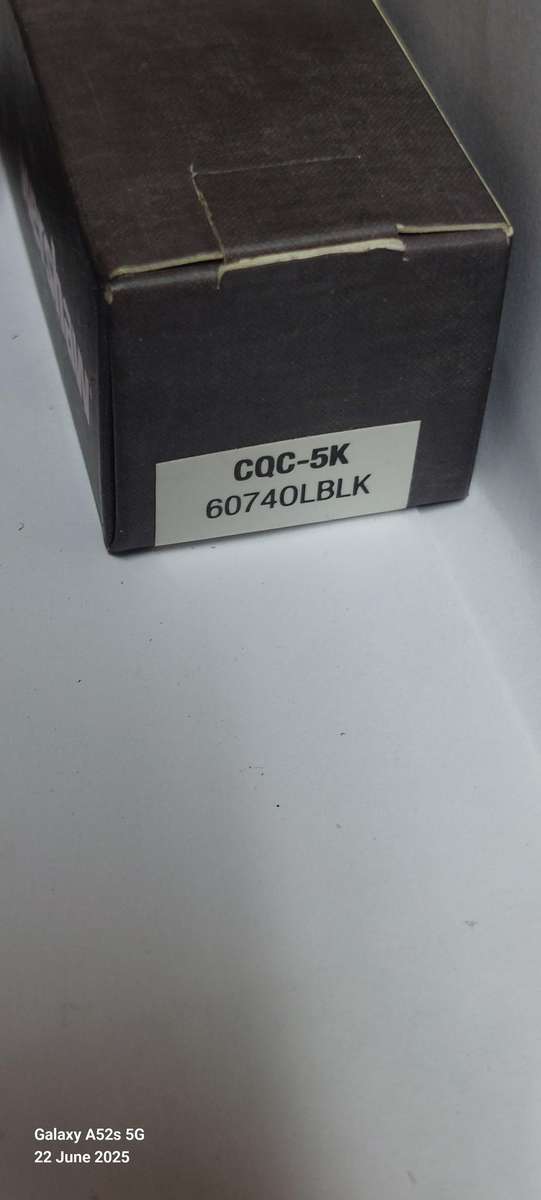 CQC-5K
60740LBLK
Galaxy A52s 5G
22 June 2025